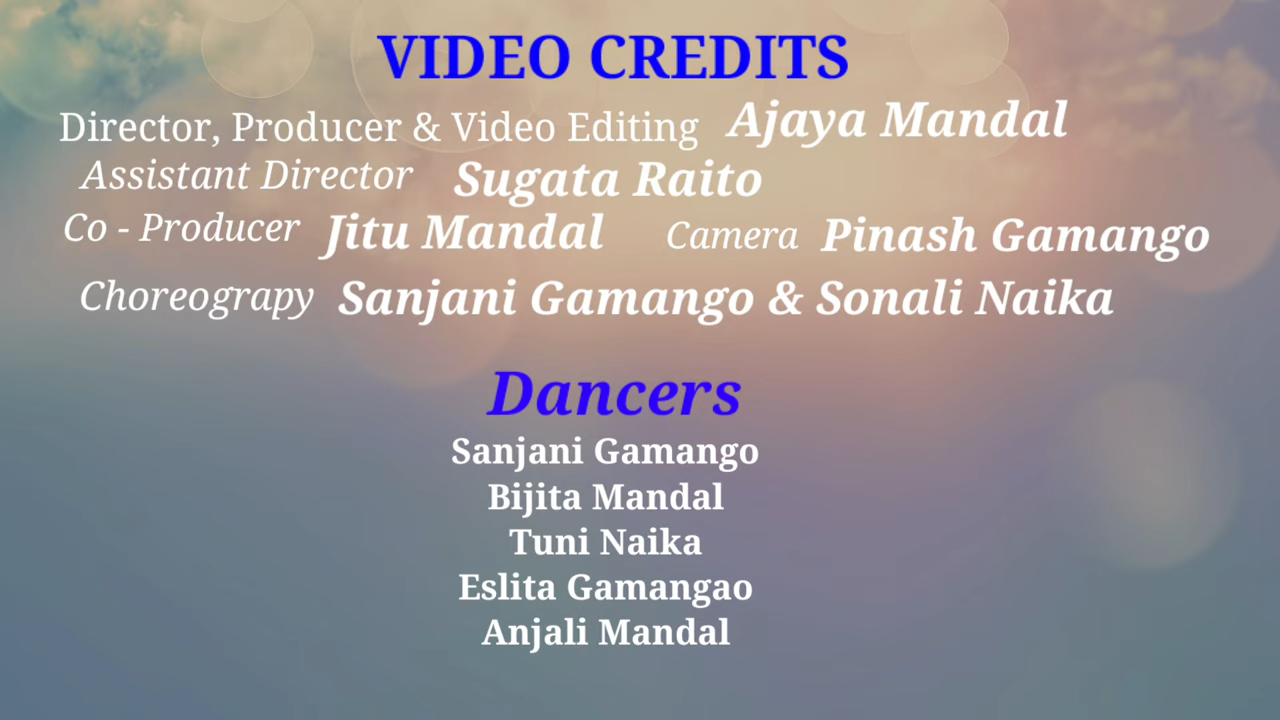 VIDEO CREDITS
Director, Producer & Video Editing Ajaya Mandal
Assistant Director Sugata Raito
Co - Producer Jitu Mandal Camera Pinash Gamango
Choreograpy Sanjani Gamango & Sonali Naika
Dancers
Sanjani Gamango
Bijita Mandal
Tuni Naika
Eslita Gamangao
Anjali Mandal